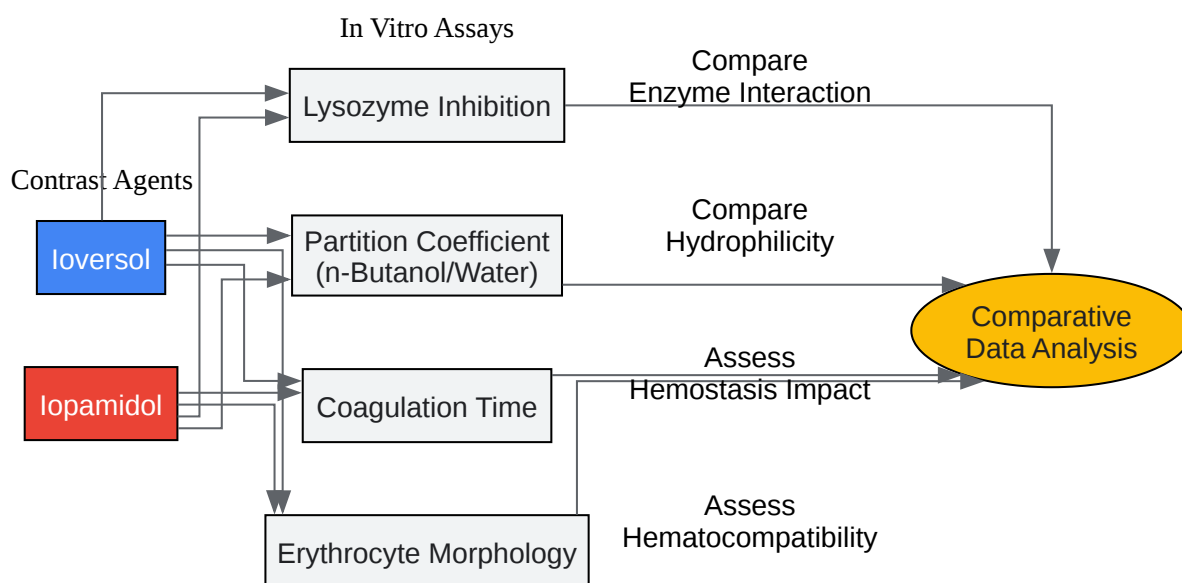 In Vitro Assays
Contrast Agents
Ioversol
Iopamidol
Lysozyme Inhibition
Partition Coefficient
(n-Butanol/Water)
Coagulation Time
Erythrocyte Morphology
Compare
Enzyme Interaction
Compare
Hydrophilicity
Assess
Hemostasis Impact
Assess
Hematocompatibility
Comparative
Data Analysis